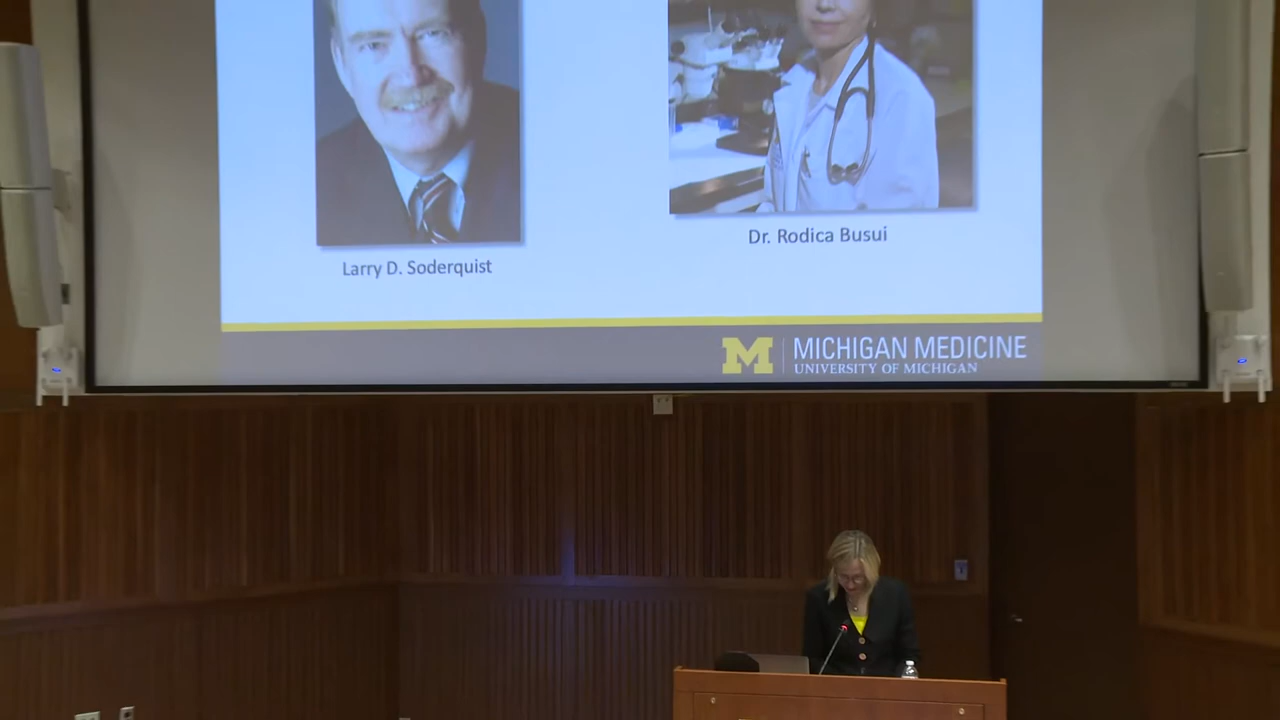 Larry D. Soderquist
Dr. Rodica Busui
M
MICHIGAN MEDICINE
UNIVERSITY OF MICHIGAN